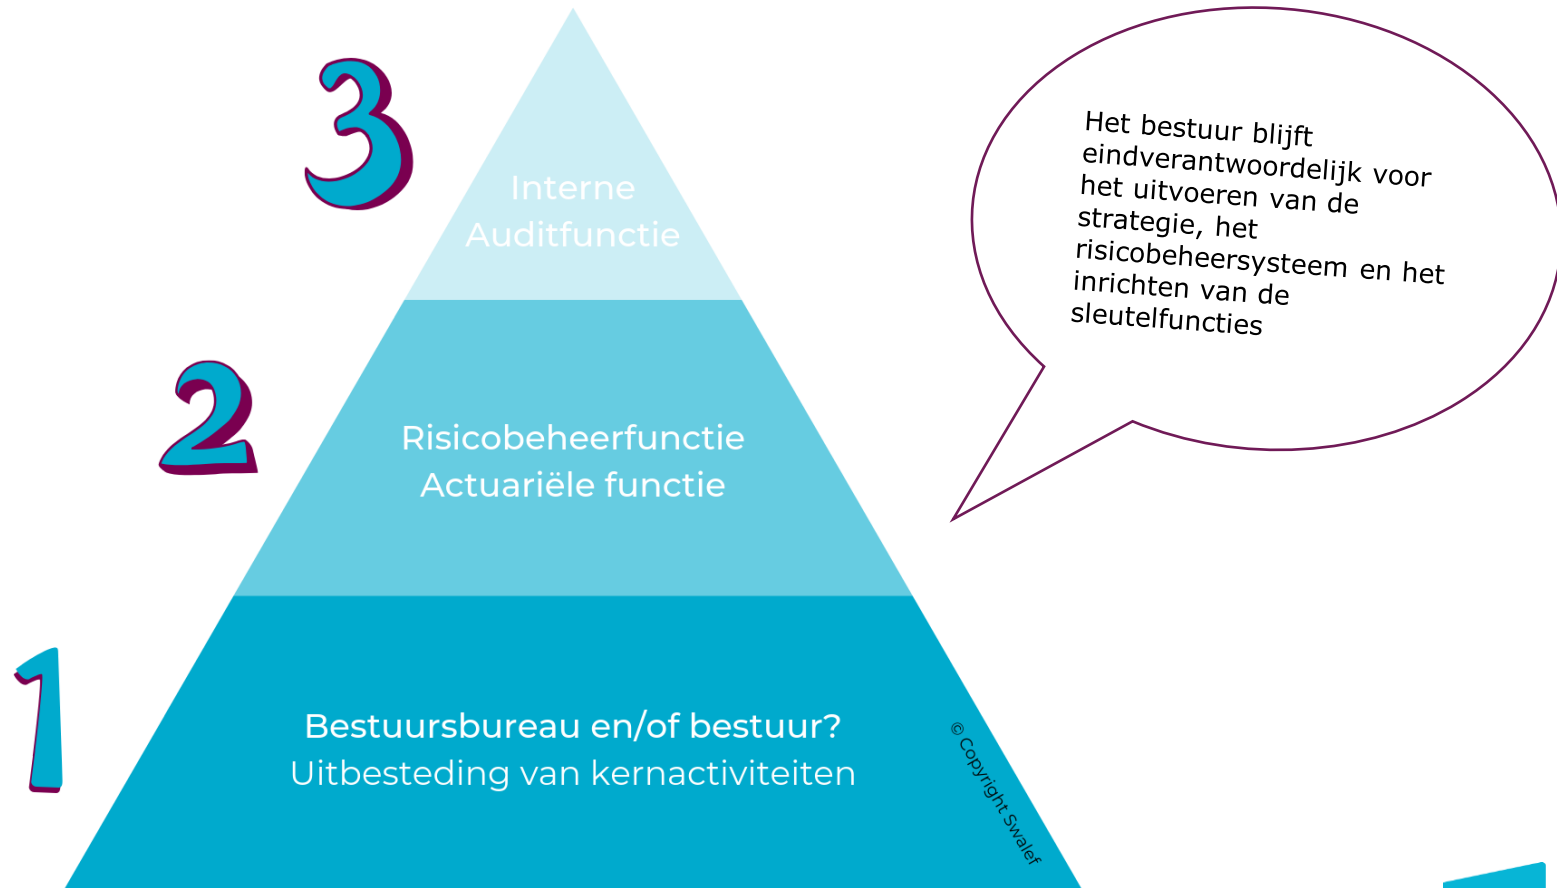 3
Interne
Auditfunctie
Het bestuur blijft
eindverantwoordelijk voor
het uitvoeren van de
strategie, het
risicobeheersysteem en het
inrichten van de
sleutelfuncties
2
Risicobeheerfunctie
Actuariële functie
1
Bestuursbureau en/of bestuur?
Uitbesteding van kernactiviteiten
© Copyright Swalef